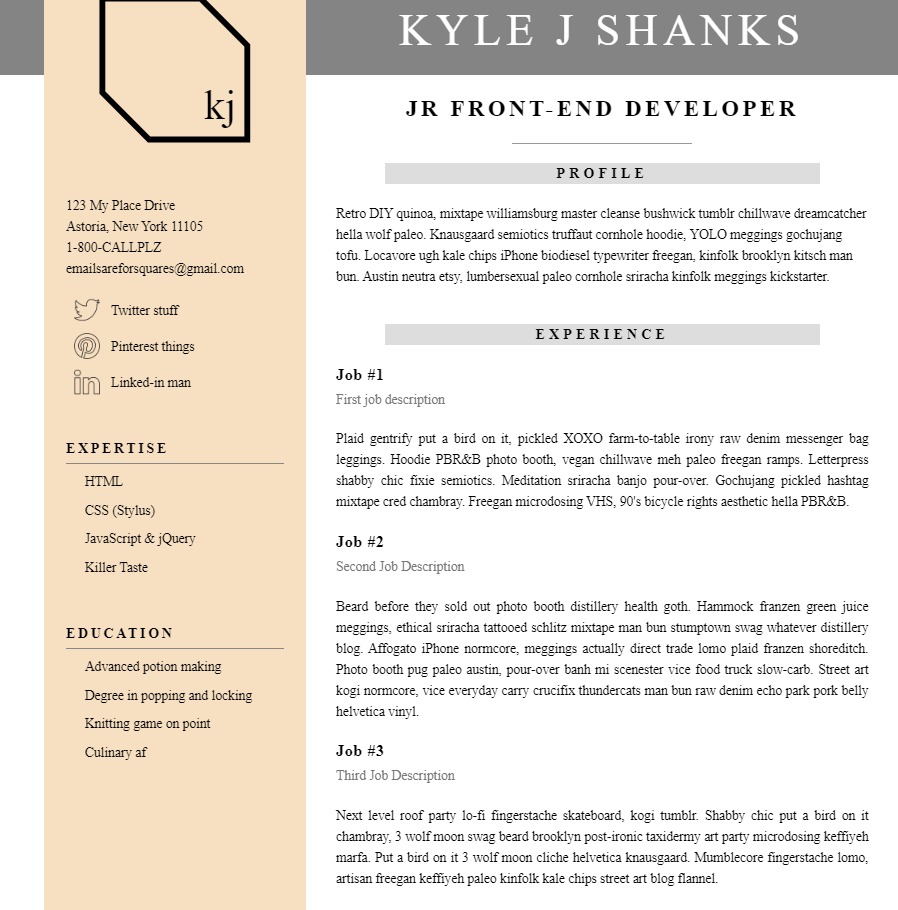 KYLE J SHANKS
kj
123 My Place Drive
Astoria, New York 11105
1-800-CALLPLZ
emailsareforsquares@gmail.com
Twitter stuff
Pinterest things
Linked-in man
EXPERTISE
HTML
CSS (Stylus)
JavaScript & jQuery
Killer Taste
EDUCATION
Advanced potion making
Degree in popping and locking
Knitting game on point
Culinary af
JR FRONT-END DEVELOPER
PROFILE
Retro DIY quinoa, mixtape williamsburg master cleanse bushwick tumblr chillwave dreamcatcher
hella wolf paleo. Knausgaard semiotics truffaut cornhole hoodie, YOLO meggings gochujang
tofu. Locavore ugh kale chips iPhone biodiesel typewriter freegan, kinfolk brooklyn kitsch man
bun. Austin neutra etsy, lumbersexual paleo cornhole sriracha kinfolk meggings kickstarter.
EXPERIENCE
Job #1
First job description
Plaid gentrify put a bird on it, pickled XOXO farm-to-table irony raw denim messenger bag
leggings. Hoodie PBR&B photo booth, vegan chillwave meh paleo freegan ramps. Letterpress
shabby chic fixie semiotics. Meditation sriracha banjo pour-over. Gochujang pickled hashtag
mixtape cred chambray. Freegan microdosing VHS, 90's bicycle rights aesthetic hella PBR&B.
Job #2
Second Job Description
Beard before they sold out photo booth distillery health goth. Hammock franzen green juice
meggings, ethical sriracha tattooed schlitz mixtape man bun stumptown swag whatever distillery
blog. Affogato iPhone normcore, meggings actually direct trade lomo plaid franzen shoreditch.
Photo booth pug paleo austin, pour-over banh mi scenester vice food truck slow-carb. Street art
kogi normcore, vice everyday carry crucifix thundercats man bun raw denim echo park pork belly
helvetica vinyl.
Job #3
Third Job Description
Next level roof party lo-fi fingerstache skateboard, kogi tumblr. Shabby chic put a bird on it
chambray, 3 wolf moon swag beard brooklyn post-ironic taxidermy art party microdosing keffiyeh
marfa. Put a bird on it 3 wolf moon cliche helvetica knausgaard. Mumblecore fingerstache lomo,
artisan freegan keffiyeh paleo kinfolk kale chips street art blog flannel.